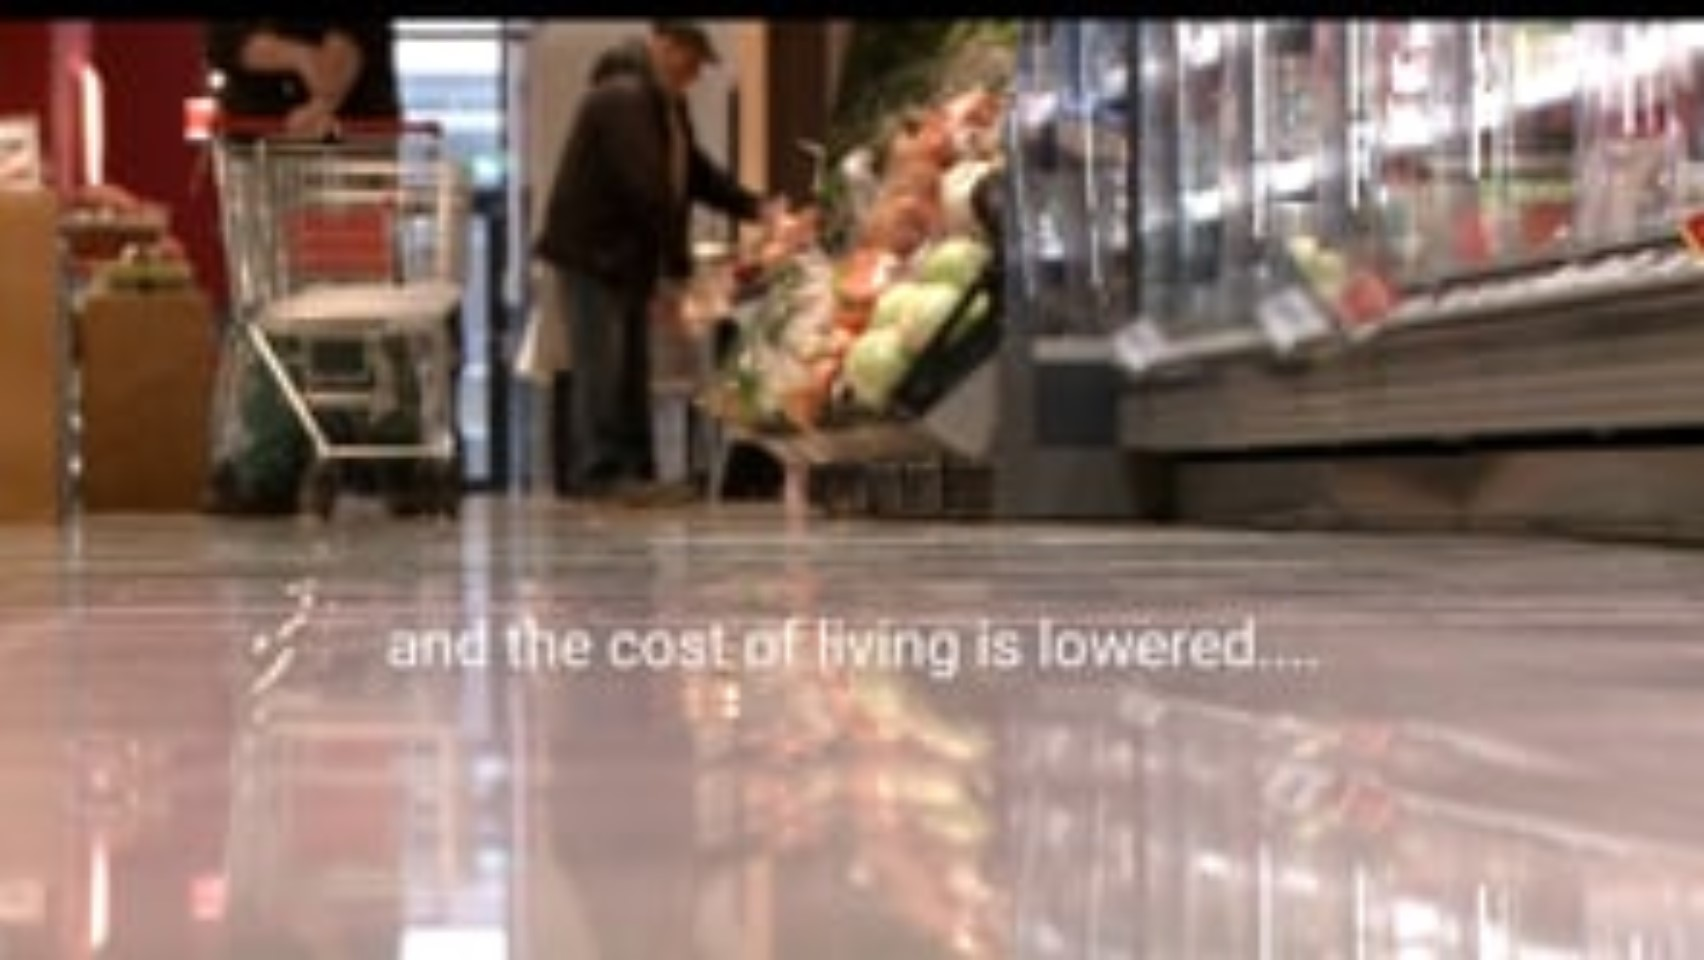 and the cost of living is lowered....